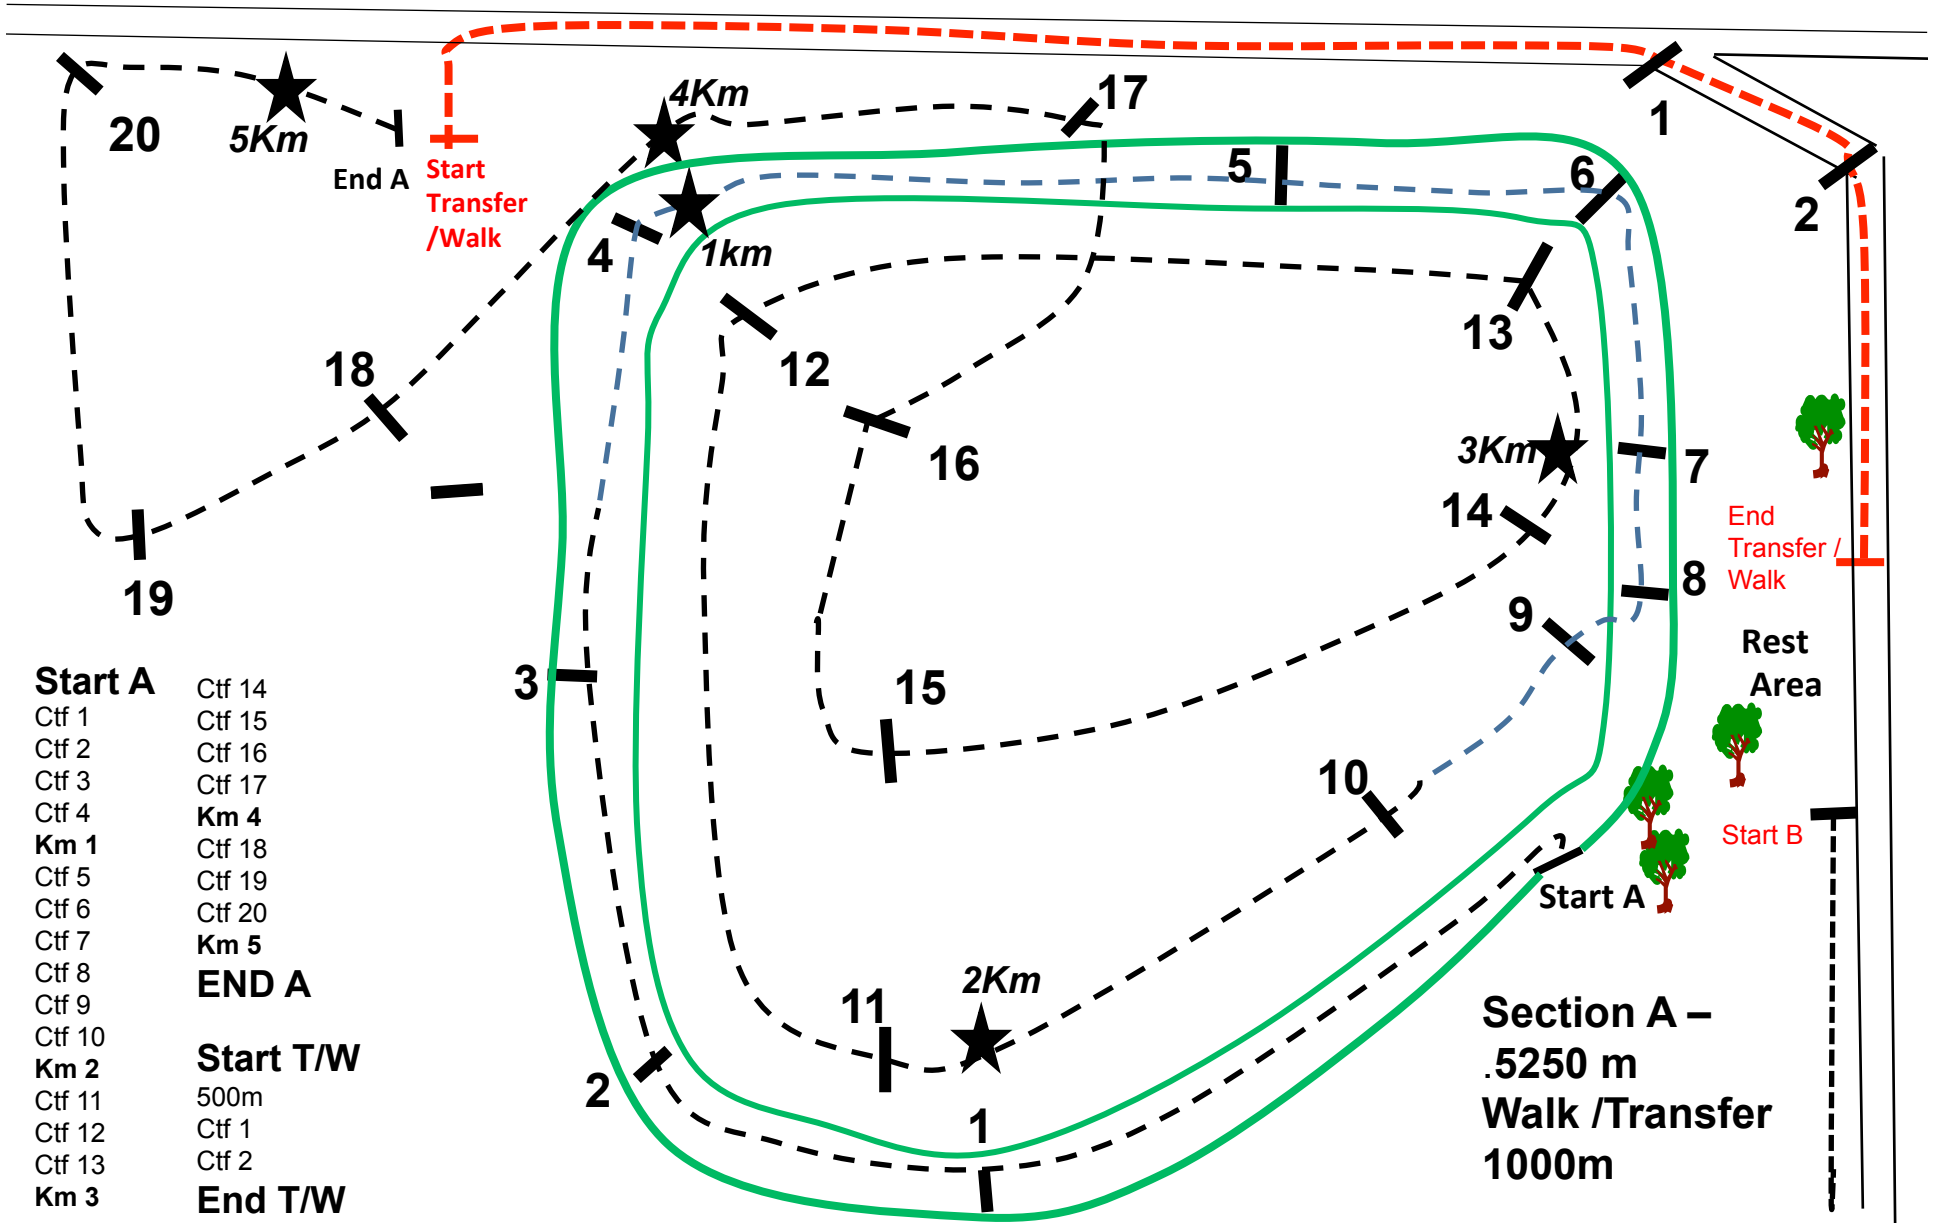 4Km
17
1
20
5Km
End A
Start
Transfer
/Walk
5
6
2
4
1km
13
12
18
16
3Km
7
14
End
Transfer /
Walk
8
19
9
Rest
Area
3
15
10
Start B
Start A
2Km
11
2
1
Start A
Ctf 1
Ctf 2
Ctf 3
Ctf 4
Km 1
Ctf 5
Ctf 6
Ctf 7
Ctf 8
Ctf 9
Ctf 10
Km 2
Ctf 11
Ctf 12
Ctf 13
Km 3
Ctf 14
Ctf 15
Ctf 16
Ctf 17
Km 4
Ctf 18
Ctf 19
Ctf 20
Km 5
END A
Start T/W
500m
Ctf 1
Ctf 2
End T/W
Section A –
.5250 m
Walk /Transfer
1000m